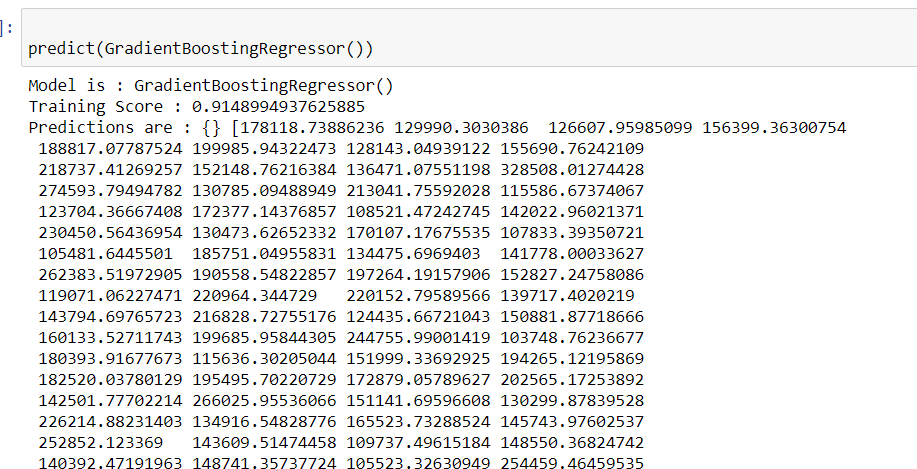 ]:
predict(GradientBoostingRegressor())
Model is : GradientBoostingRegressor()
Training Score : 0.9148994937625885
Predictions are : {} [178118.73886236 129990.3030386  126607.95985099 156399.36300754
188817.07787524 199985.94322473 128143.04939122 155690.76242109
218737.41269257 152148.76216384 136471.07551198 328508.01274428
274593.79494782 130785.09488949 213041.75592028 115586.67374067
123704.36667408 172377.14376857 108521.47242745 142022.96021371
230450.56436954 130473.62652332 170107.17675535 107833.39350721
105481.6445501  185751.04955831 134475.6969403  141778.00033627
262383.51972905 190558.54822857 197264.19157906 152827.24758086
119071.06227471 220964.344729   220152.79589566 139717.4020219
143794.69765723 216828.72755176 124435.66721043 150881.87718666
160133.52711743 199685.95844305 244755.99001419 103748.76236677
180393.91677673 115636.30205044 151999.33692925 194265.12195869
182520.03780129 195495.70220729 172879.05789627 202565.17253892
142501.77702214 266025.95536066 151141.69596608 130299.87839528
226214.88231403 134916.54828776 165523.73288524 145743.97602537
252852.123369   143609.51474458 109737.49615184 148550.36824742
140392.47191963 148741.35737724 105523.32630949 254459.46459535